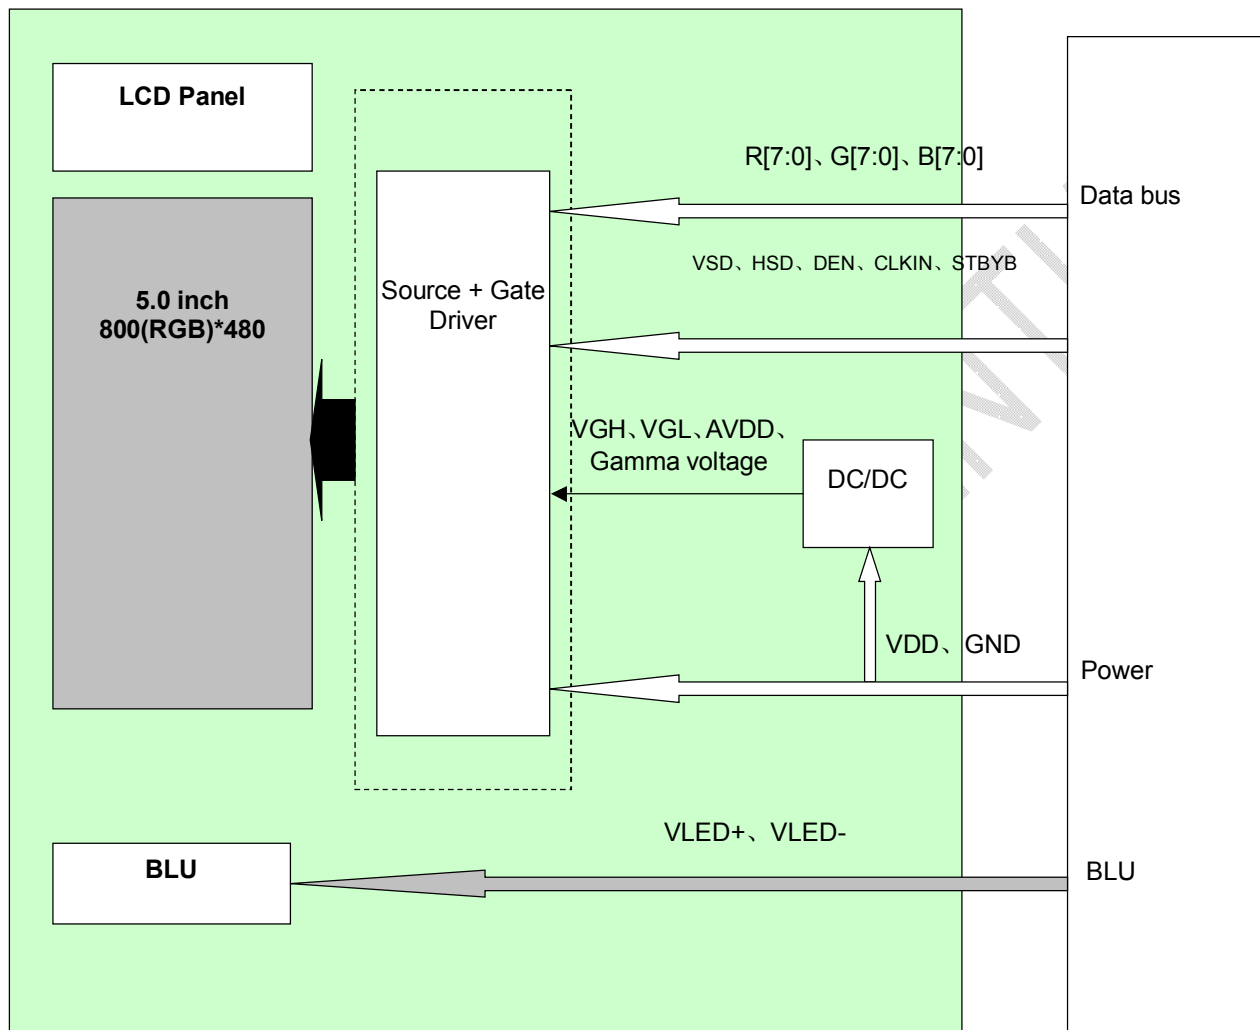 LCD Panel
R[7:0]、G[7:0]、B[7:0]
Data bus
VSD、HSD、DEN、CLKIN、STBYB
5.0 inch
800(RGB)*480
Source + Gate
Driver
VGH、VGL、AVDD、
Gamma voltage
DC/DC
VDD、GND
Power
VLED+、VLED-
BLU
BLU